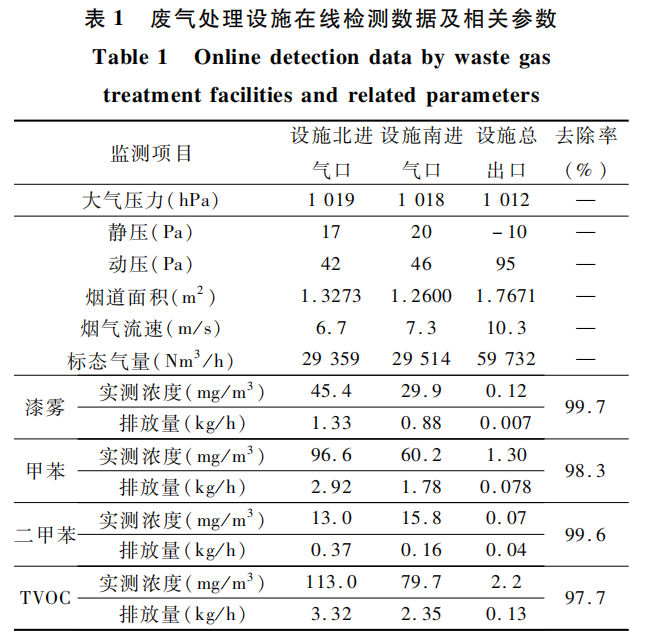 表 1 废气处理设施在线检测数据及相关参数
Table 1 Online detection data by waste gas
treatment facilities and related parameters
监测项目 设施北进气口 设施南进气口 设施总出口 去除率(%)
大气压力(hPa) 1 019 1 018 1 012 —
静压(Pa) 17 20 -10 —
动压(Pa) 42 46 95 —
烟道面积(m²) 1.3273 1.2600 1.7671 —
烟气流速(m/s) 6.7 7.3 10.3 —
标态气量(Nm³/h) 29 359 29 514 59 732 —
漆雾 实测浓度(mg/m³) 45.4 29.9 0.12 99.7
排放量(kg/h) 1.33 0.88 0.007
甲苯 实测浓度(mg/m³) 96.6 60.2 1.30 98.3
排放量(kg/h) 2.92 1.78 0.078
二甲苯 实测浓度(mg/m³) 13.0 15.8 0.07 99.6
排放量(kg/h) 0.37 0.16 0.04
TVOC 实测浓度(mg/m³) 113.0 79.7 2.2 97.7
排放量(kg/h) 3.32 2.35 0.13